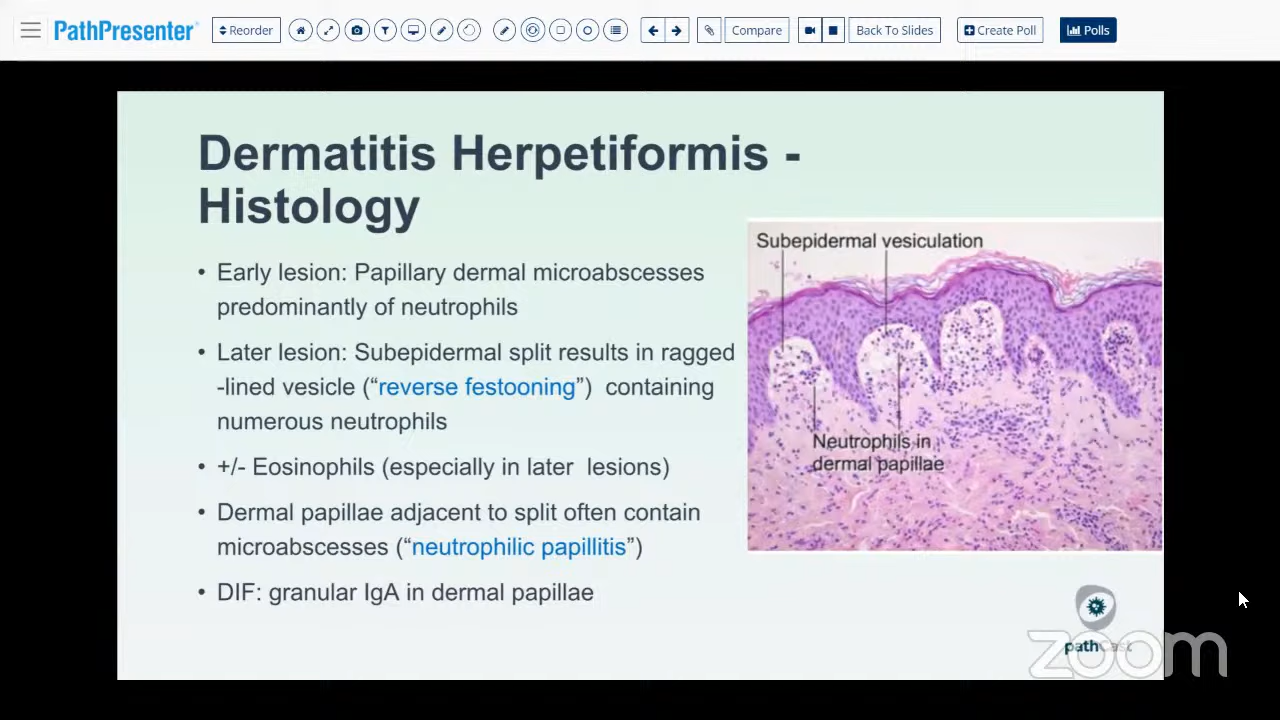 PathPresenter
Reorder
Compare
Back To Slides
Create Poll
Polls
Dermatitis Herpetiformis -
Histology
• Early lesion: Papillary dermal microabscesses
predominantly of neutrophils
• Later lesion: Subepidermal split results in ragged
-lined vesicle (“reverse festooning”) containing
numerous neutrophils
• +/- Eosinophils (especially in later lesions)
• Dermal papillae adjacent to split often contain
microabscesses (“neutrophilic papillitis”)
• DIF: granular IgA in dermal papillae
Subepidermal vesiculation
Neutrophils in
dermal papillae
pathCast
zoom